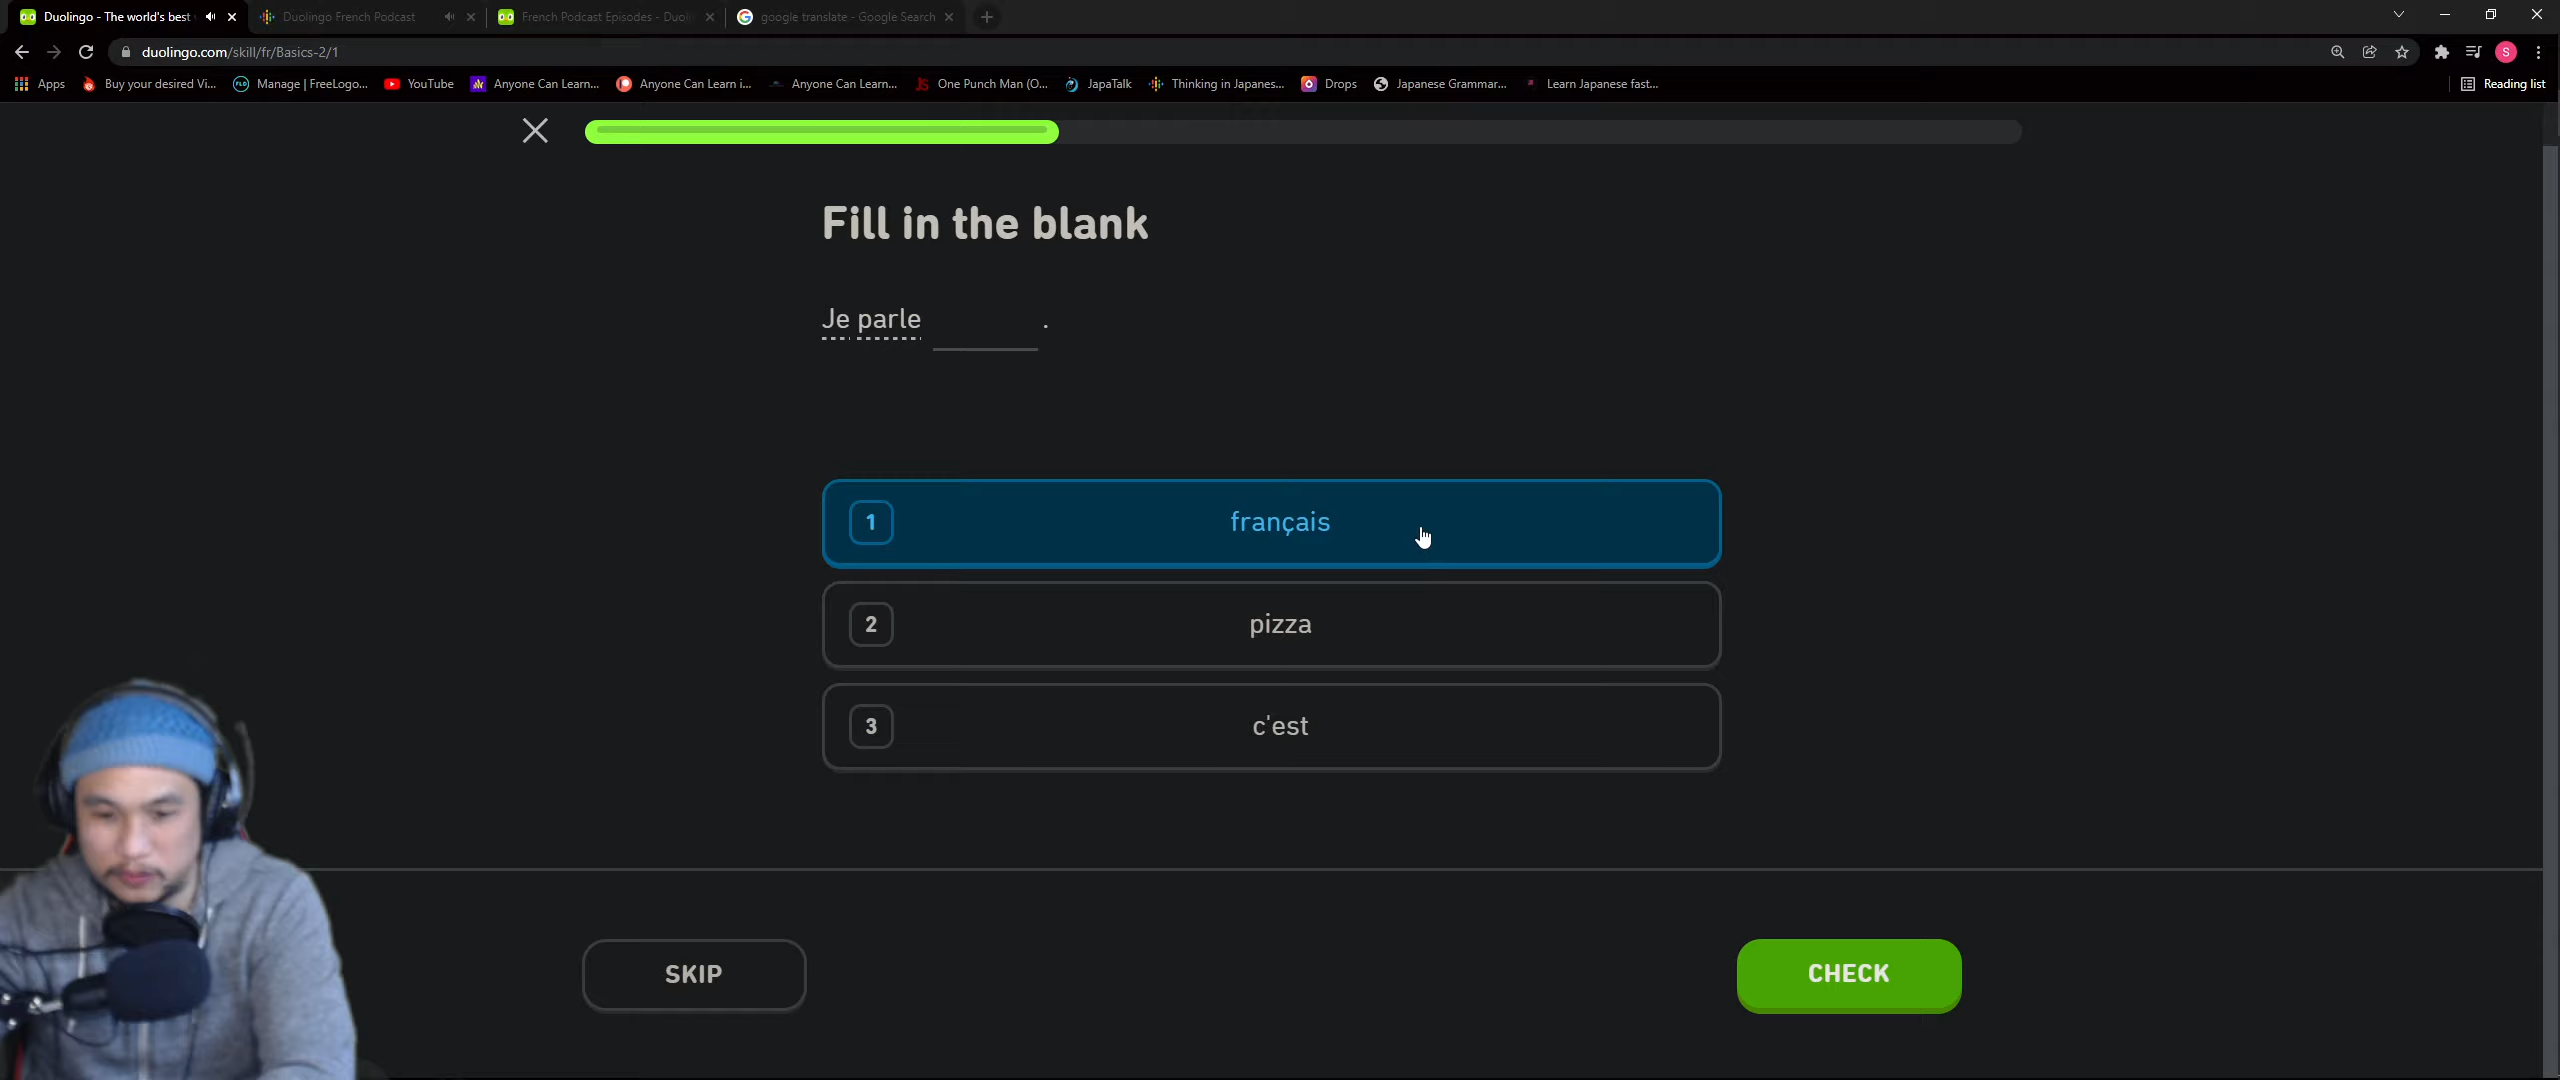 Duolingo - The world's best
Duolingo French Podcast
French Podcast Episodes - Duol
google translate - Google Search
duolingo.com/skill/fr/Basics-2/1
S
Apps
Buy your desired Vi...
Manage | FreeLogo...
YouTube
Anyone Can Learn...
Anyone Can Learn i...
Anyone Can Learn...
One Punch Man (O...
JapaTalk
Thinking in Japanes...
Drops
Japanese Grammar...
Learn Japanese fast...
Reading list
Fill in the blank
Je parle .
1 français
2 pizza
3 c'est
SKIP
CHECK